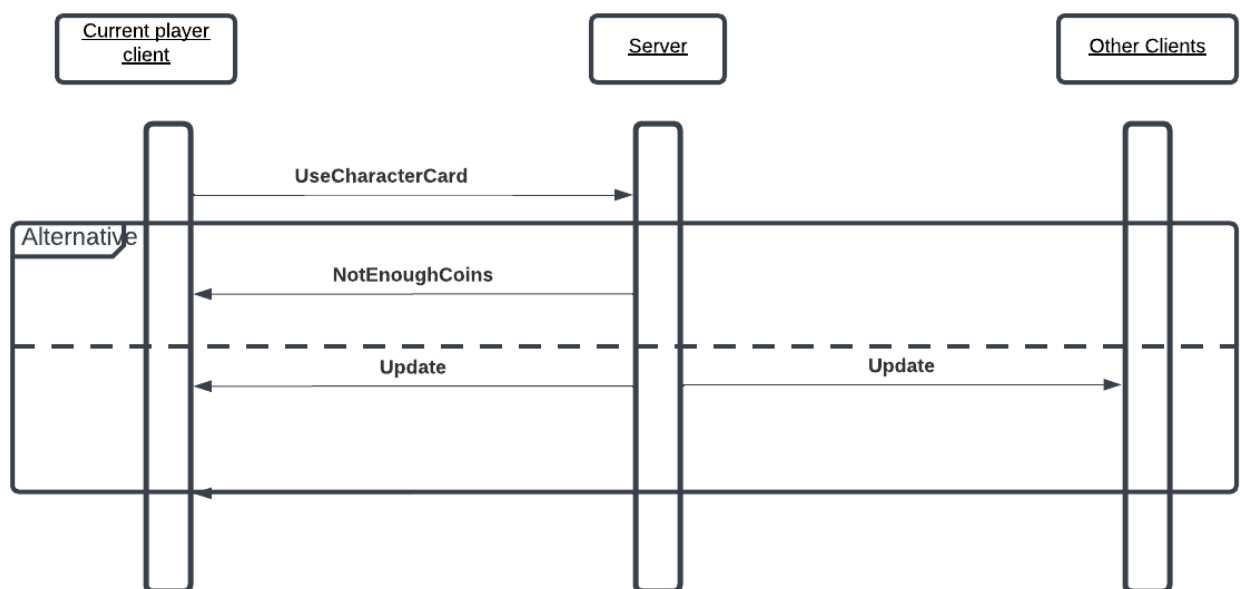 Current player
client
Server
Other Clients
UseCharacterCard
Alternative
NotEnoughCoins
Update
Update